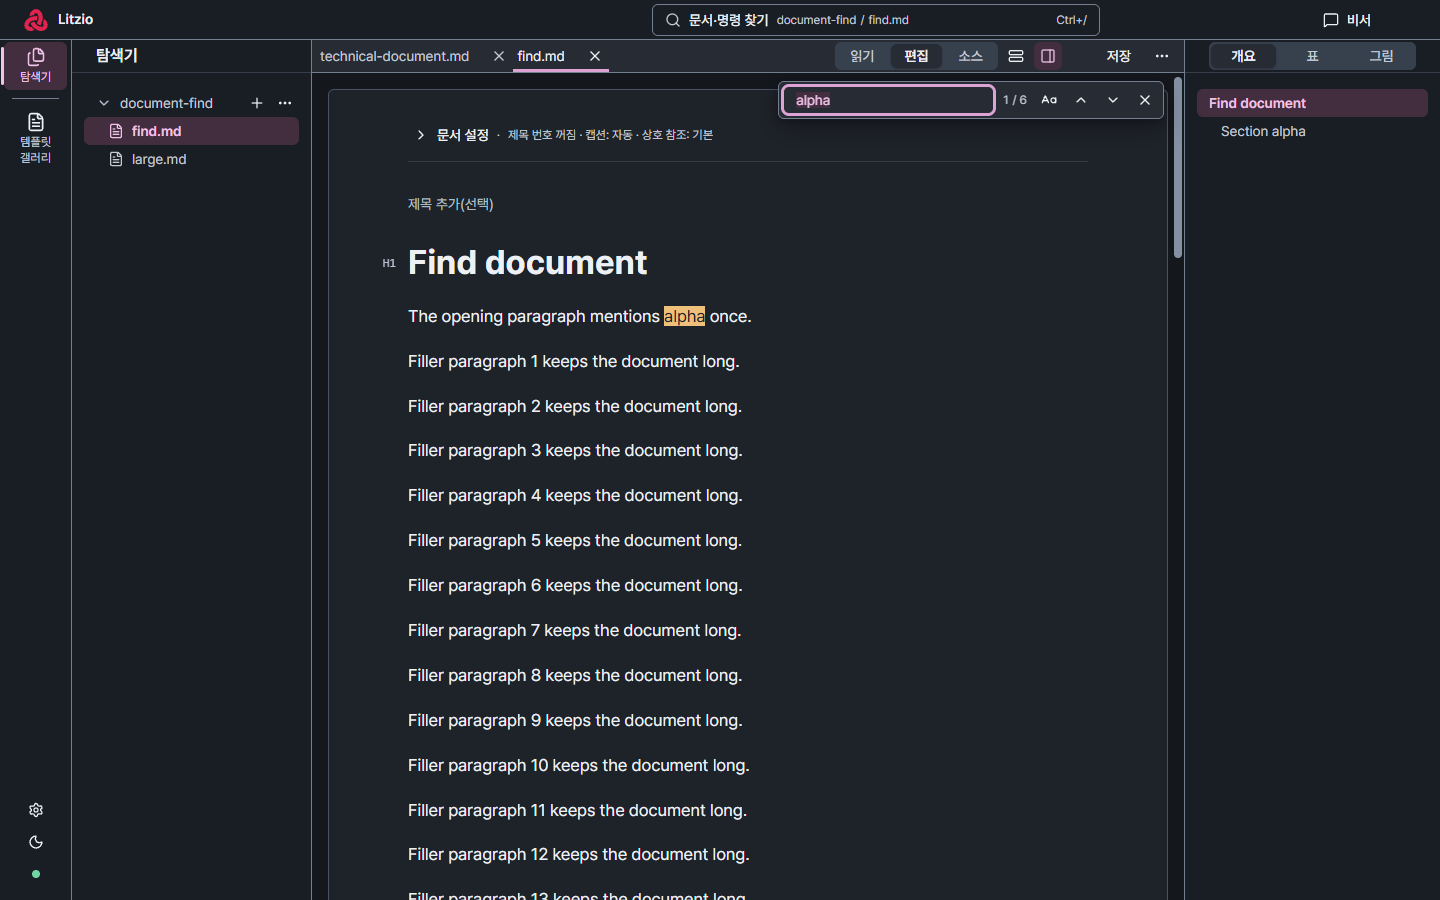 Litzio
문서·명령 찾기 document-find / find.md Ctrl+/
비서
탐색기
템플릿
갤러리
탐색기
document-find
find.md
large.md
technical-document.md
find.md
읽기 편집 소스
저장
alpha
1 / 6
Aa
문서 설정 · 제목 번호 꺼짐 · 캡션: 자동 · 상호 참조: 기본
제목 추가(선택)
H1 Find document
The opening paragraph mentions alpha once.
Filler paragraph 1 keeps the document long.
Filler paragraph 2 keeps the document long.
Filler paragraph 3 keeps the document long.
Filler paragraph 4 keeps the document long.
Filler paragraph 5 keeps the document long.
Filler paragraph 6 keeps the document long.
Filler paragraph 7 keeps the document long.
Filler paragraph 8 keeps the document long.
Filler paragraph 9 keeps the document long.
Filler paragraph 10 keeps the document long.
Filler paragraph 11 keeps the document long.
Filler paragraph 12 keeps the document long.
Filler paragraph 13 keeps the document long.
개요 표 그림
Find document
Section alpha